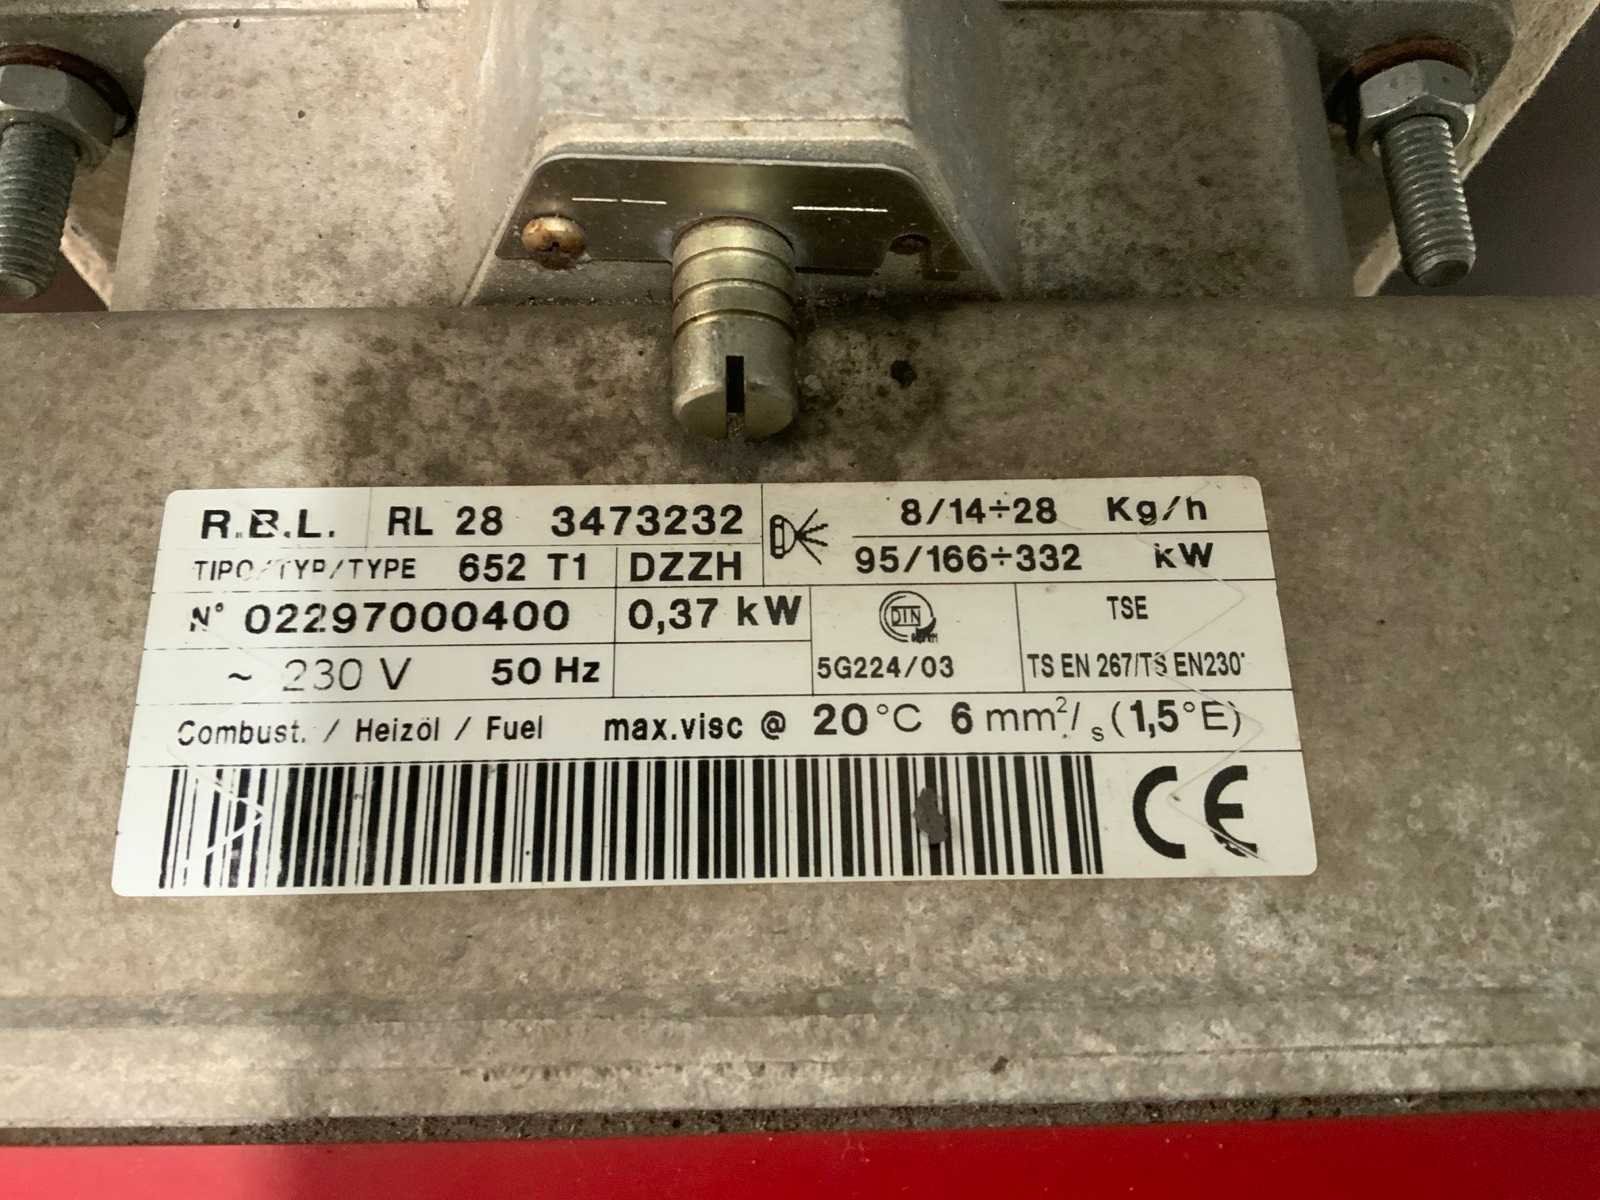 R.B.L. RL 28 3473232 8/14÷28 Kg/h
TIPO/TYP/TYPE 652 T1 DZZH 95/166÷332 kW
N° 02297000400 0,37 kW DIN TSE
~ 230 V 50 Hz 5G224/03 TS EN 267/TS EN230
Combust. / Heizöl / Fuel max.visc @ 20°C 6 mm²/s (1,5°E)
CE